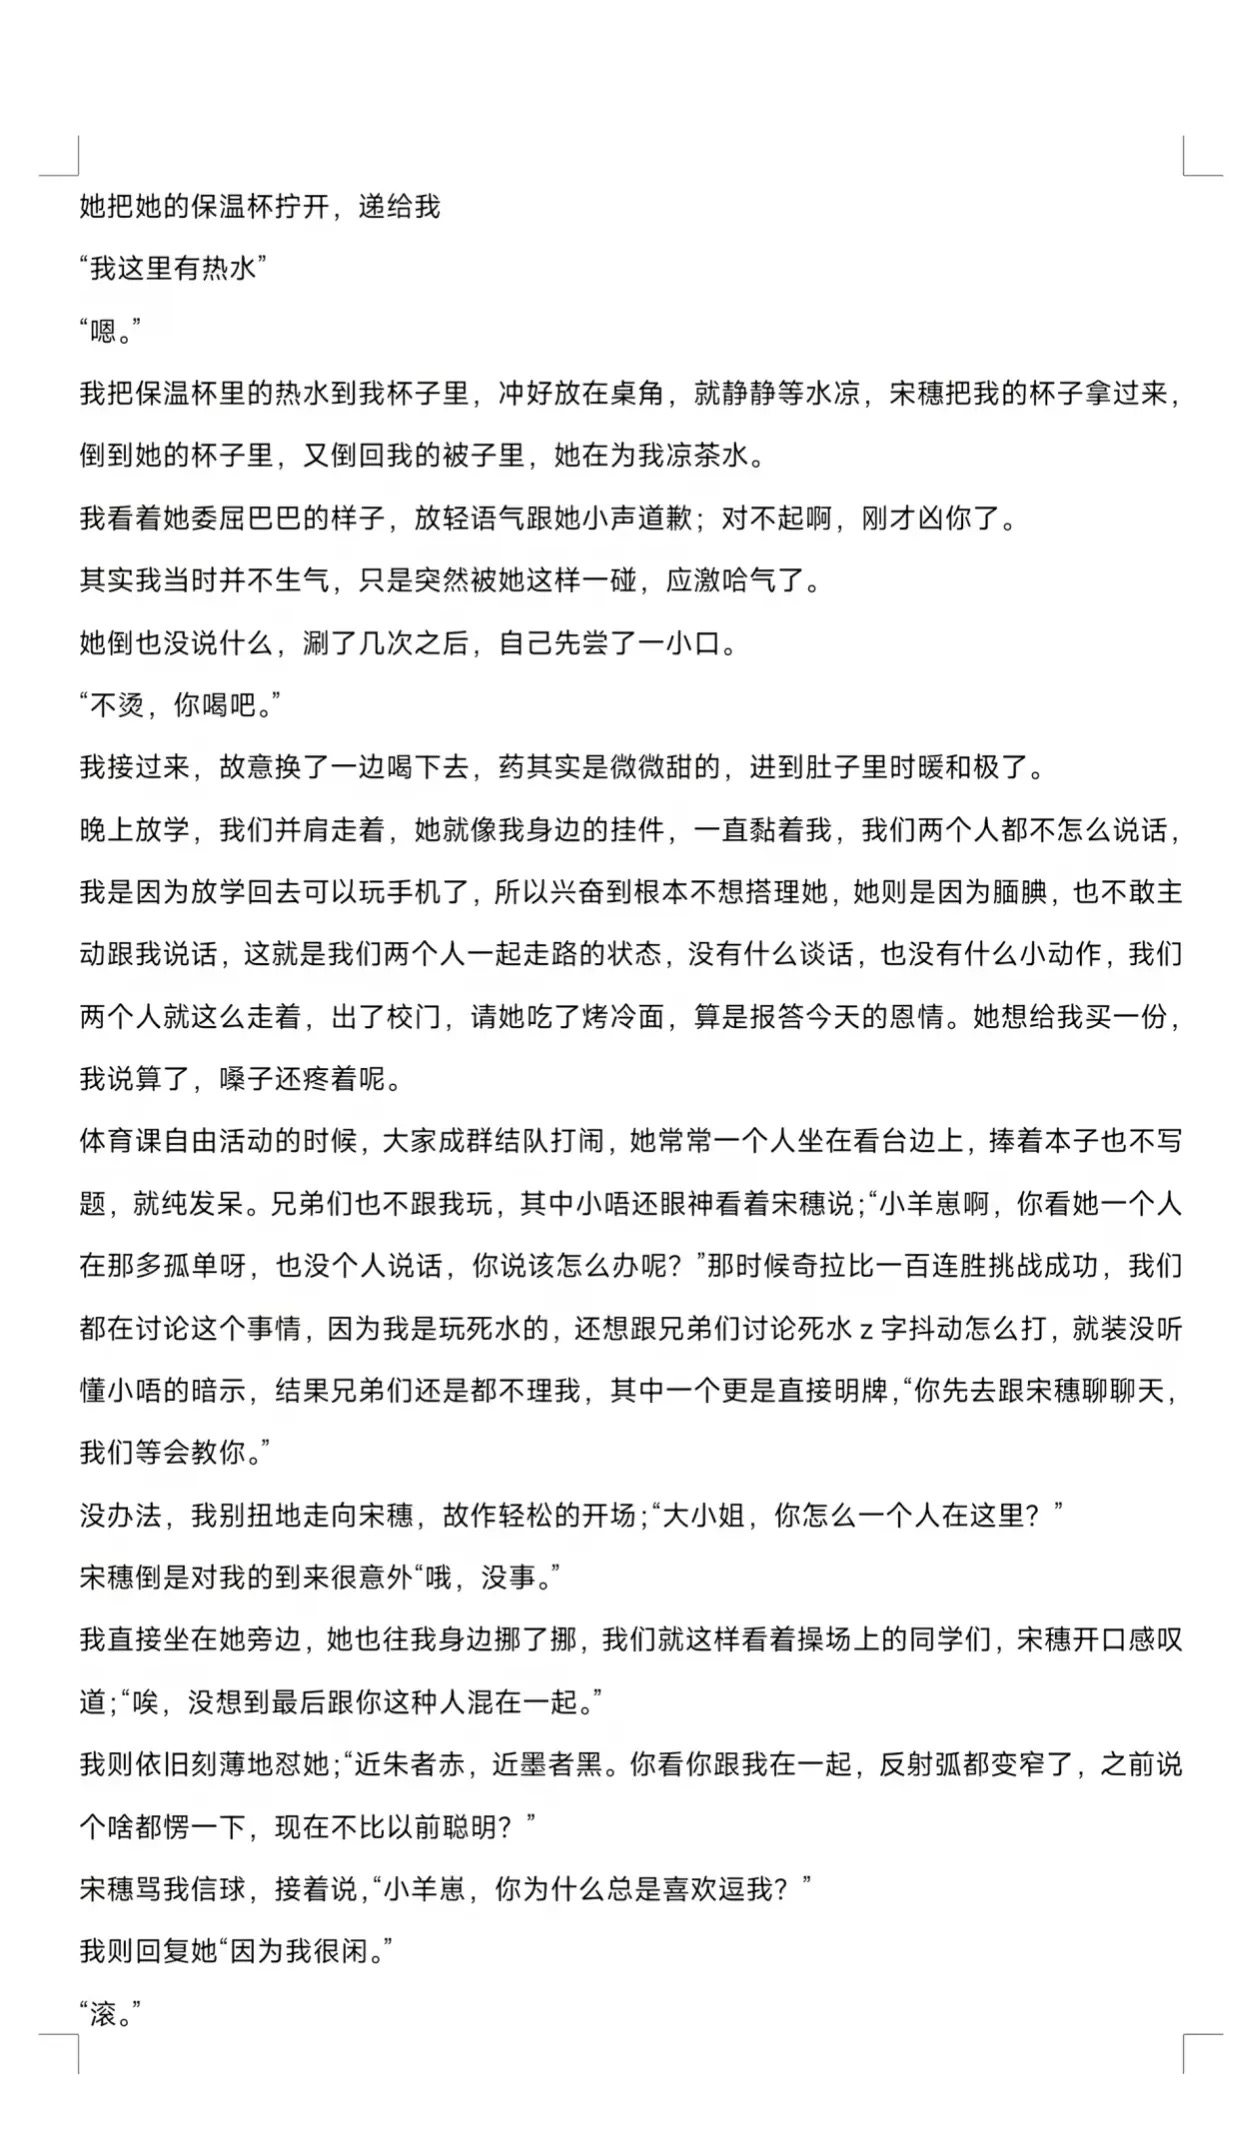 她把她的保温杯拧开，递给我
“我这里有热水”
“嗯。”
我把保温杯里的热水到我杯子里，冲好放在桌角，就静静等水凉，宋穗把我的杯子拿过来，
倒到她的杯子里，又倒回我的被子里，她在为我凉茶水。
我看着她委屈巴巴的样子，放轻语气跟她小声道歉；对不起啊，刚才凶你了。
其实我当时并不生气，只是突然被她这样一碰，应激哈气了。
她倒也没说什么，涮了几次之后，自己先尝了一小口。
“不烫，你喝吧。”
我接过来，故意换了一边喝下去，药其实是微微甜的，进到肚子里时暖和极了。
晚上放学，我们并肩走着，她就像我身边的挂件，一直黏着我，我们两个人都不怎么说话，
我是因为放学回去可以玩手机了，所以兴奋到根本不想搭理她，她则是因为腼腆，也不敢主
动跟我说话，这就是我们两个人一起走路的状态，没有什么谈话，也没有什么小动作，我们
两个人就这么走着，出了校门，请她吃了烤冷面，算是报答今天的恩情。她想给我买一份，
我说算了，嗓子还疼着呢。
体育课自由活动的时候，大家成群结队打闹，她常常一个人坐在看台边上，捧着本子也不写
题，就纯发呆。兄弟们也不跟我玩，其中小唔还眼神看着宋穗说；“小羊崽啊，你看她一个人
在那多孤单呀，也没个人说话，你说该怎么办呢？”那时候奇拉比一百连胜挑战成功，我们
都在讨论这个事情，因为我是玩死水的，还想跟兄弟们讨论死水 z 字抖动怎么打，就装没听
懂小唔的暗示，结果兄弟们还是都不理我，其中一个更是直接明牌，“你先去跟宋穗聊聊天，
我们等会教你。”
没办法，我别扭地走向宋穗，故作轻松的开场；“大小姐，你怎么一个人在这里？”
宋穗倒是对我的到来很意外“哦，没事。”
我直接坐在她旁边，她也往我身边挪了挪，我们就这样看着操场上的同学们，宋穗开口感叹
道；“唉，没想到最后跟你这种人混在一起。”
我则依旧刻薄地怼她；“近朱者赤，近墨者黑。你看你跟我在一起，反射弧都变窄了，之前说
个啥都愣一下，现在不比以前聪明？”
宋穗骂我信球，接着说，“小羊崽，你为什么总是喜欢逗我？”
我则回复她“因为我很闲。”
“滚。”